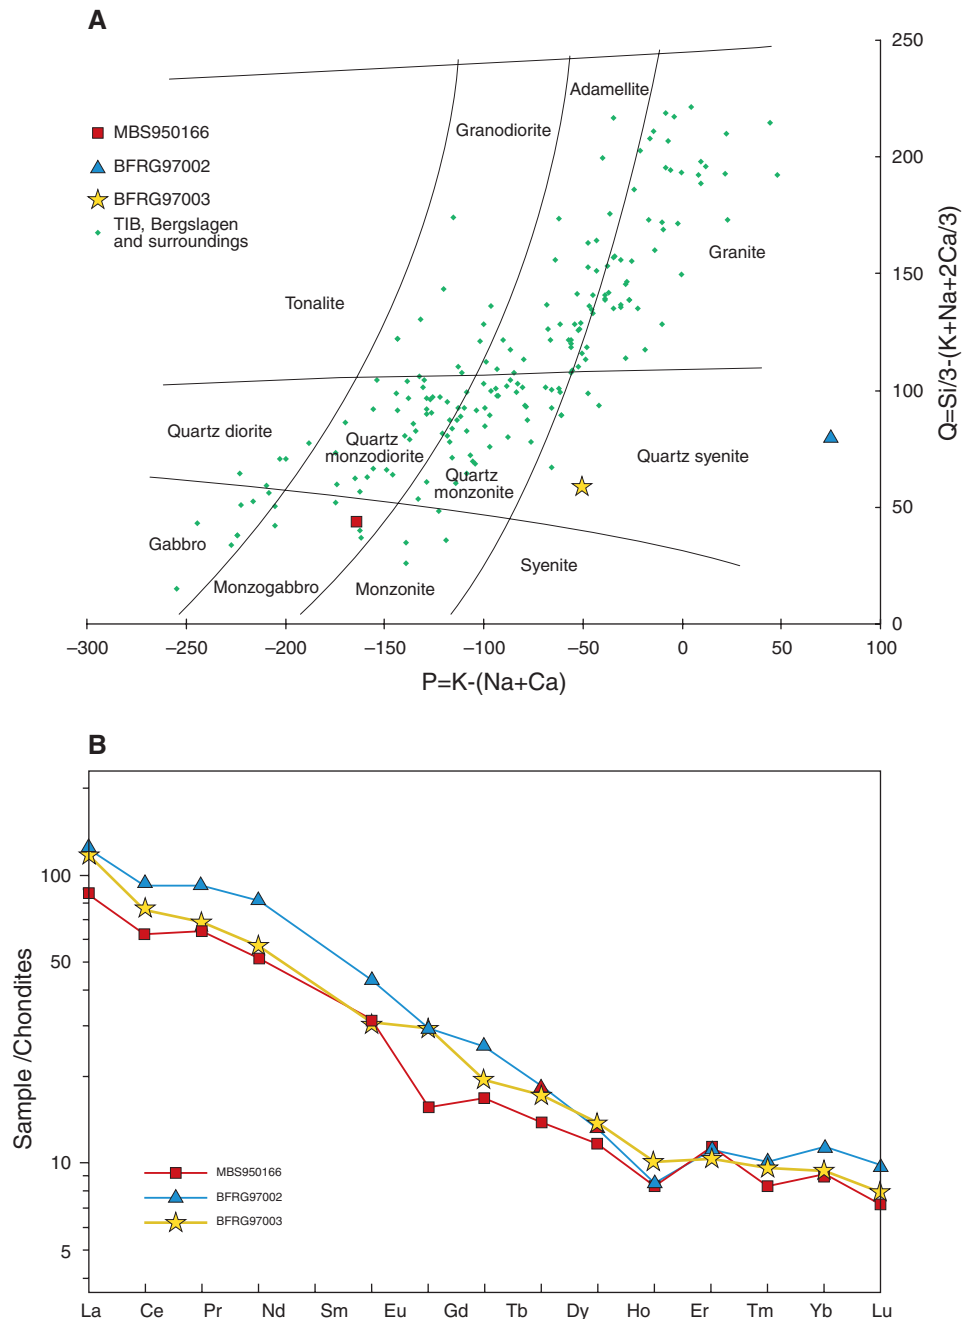 A
250
Adamellite
Granodiorite
MBS950166
BFRG97002
200
BFRG97003
TIB, Bergslagen
and surroundings
Granite
150
Tonalite
100
Quartz diorite
Quartz
monzodiorite
Quartz syenite
Quartz
monzonite
50
Gabbro
Syenite
Monzogabbro
Monzonite
0
Q=Si/3-(K+Na+2Ca/3)
–300
–250
–200
–150
–100
–50
0
50
100
P=K-(Na+Ca)
B
100
50
10
5
Sample /Chondites
MBS950166
BFRG97002
BFRG97003
La Ce Pr Nd Sm Eu Gd Tb Dy Ho Er Tm Yb Lu